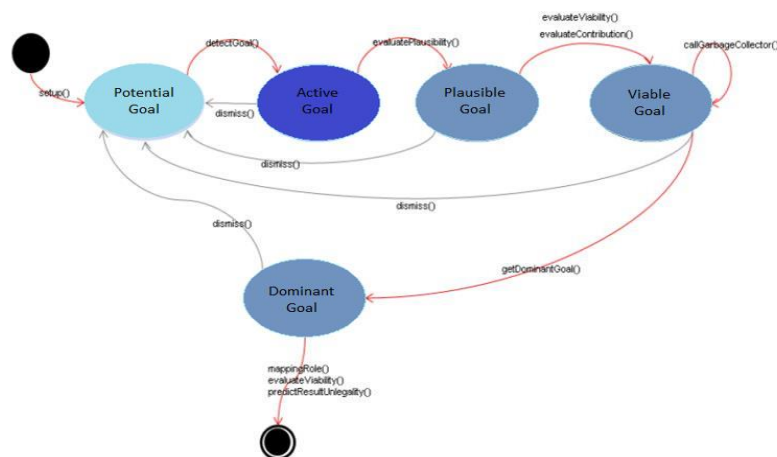 evaluateViability()
evaluateContribution()
detectGoal()
evaluatePlausibility()
callGarbageCollector()
setup()
Potential
Goal
Active
Goal
Plausible
Goal
Viable
Goal
dismiss()
dismiss()
dismiss()
dismiss()
getDominantGoal()
Dominant
Goal
mappingRole()
evaluateViability()
predictResultUnlegality()